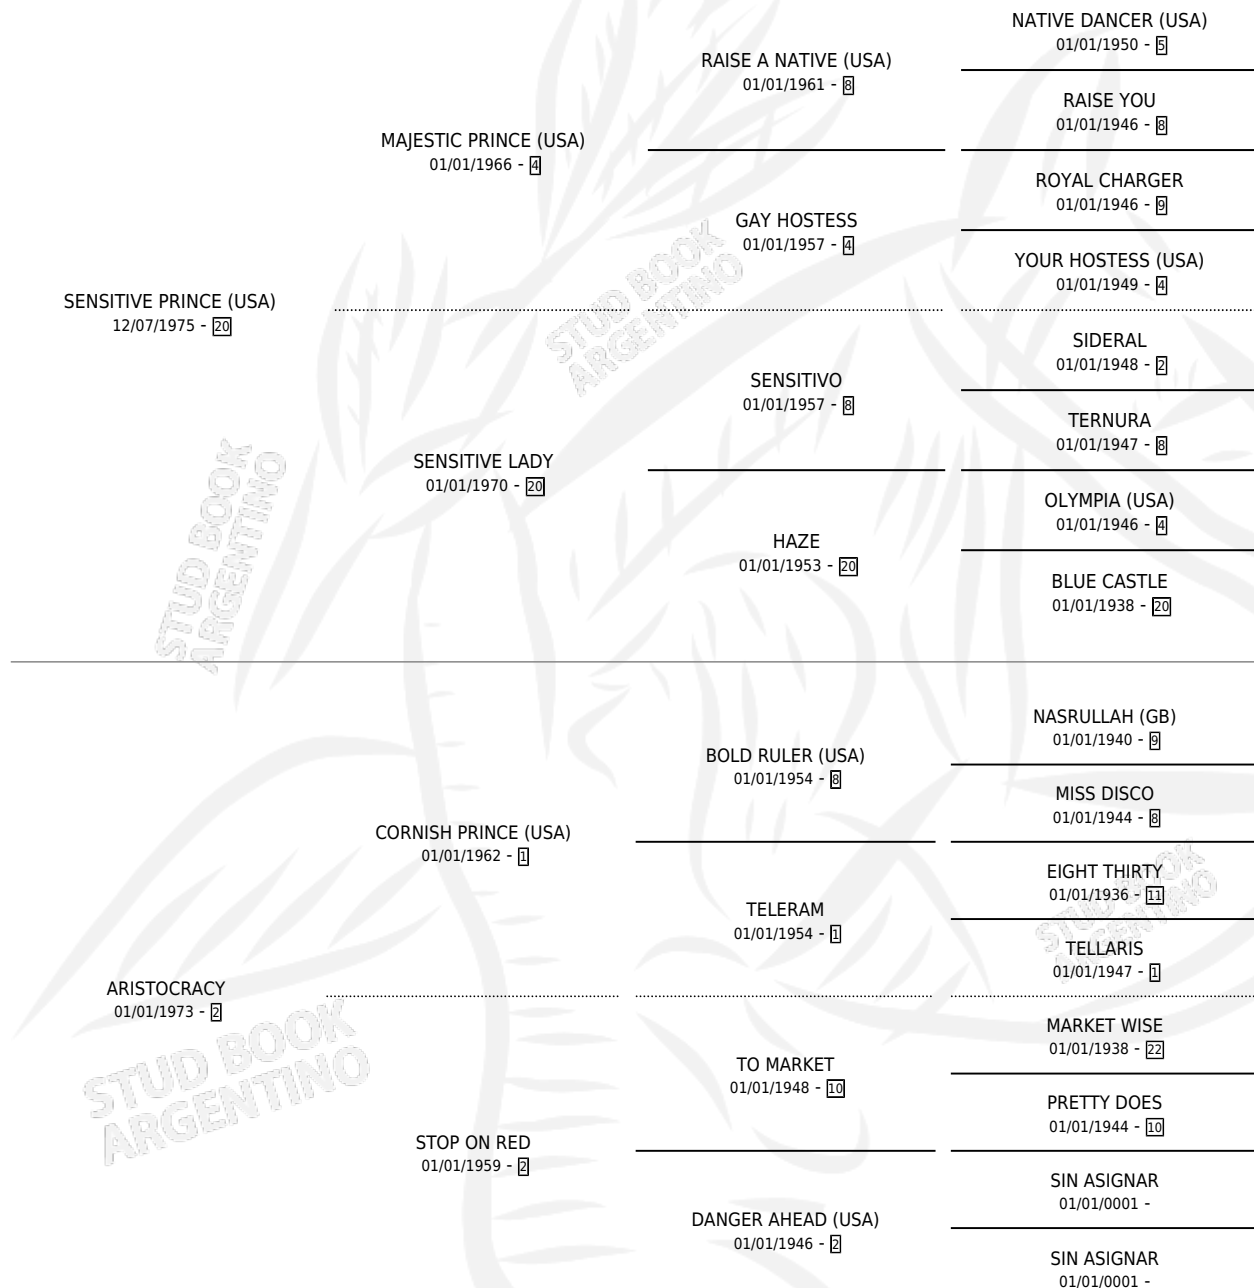 NATIVE DANCER (USA)
01/01/1950 - 5
RAISE A NATIVE (USA)
01/01/1961 - 8
RAISE YOU
01/01/1946 - 8
MAJESTIC PRINCE (USA)
01/01/1966 - 4
ROYAL CHARGER
01/01/1946 - 9
GAY HOSTESS
01/01/1957 - 4
YOUR HOSTESS (USA)
01/01/1949 - 4
SENSITIVE PRINCE (USA)
12/07/1975 - 20
SIDERAL
01/01/1948 - 2
SENSITIVO
01/01/1957 - 8
TERNURA
01/01/1947 - 8
SENSITIVE LADY
01/01/1970 - 20
OLYMPIA (USA)
01/01/1946 - 4
HAZE
01/01/1953 - 20
BLUE CASTLE
01/01/1938 - 20
NASRULLAH (GB)
01/01/1940 - 9
BOLD RULER (USA)
01/01/1954 - 8
MISS DISCO
01/01/1944 - 8
CORNISH PRINCE (USA)
01/01/1962 - 1
EIGHT THIRTY
01/01/1936 - 11
TELERAM
01/01/1954 - 1
TELLARIS
01/01/1947 - 1
ARISTOCRACY
01/01/1973 - 2
MARKET WISE
01/01/1938 - 22
TO MARKET
01/01/1948 - 10
PRETTY DOES
01/01/1944 - 10
STOP ON RED
01/01/1959 - 2
SIN ASIGNAR
01/01/0001 -
DANGER AHEAD (USA)
01/01/1946 - 2
SIN ASIGNAR
01/01/0001 -
STUD BOOK
ARGENTINO
STUD BOOK
ARGENTINO
STUD BOOK
ARGENTINO
STUD BOOK
ARGENTINO